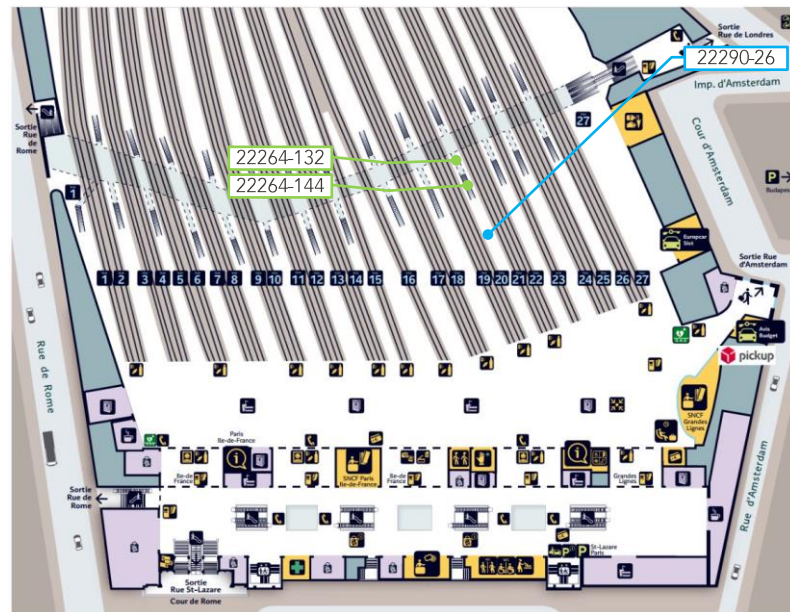 Sortie
Rue de Londres
22290-26
Imp. d'Amsterdam
27
Sortie
Rue
de
Rome
22264-132
22264-144
1
Cour d'Amsterdam
P
Budapest
Europcar
Sixt
Sortie Rue
d'Amsterdam
1 2 3 4 5 6 7 8 9 10 11 12 13 14 15 16 17 18 19 20 21 22 23 24 25 26 27
Avis
Budget
pickup
Rue de Rome
SNCF
Grandes
Lignes
Paris
Ile-de-France
SNCF Paris
Ile-de-France
Ile-de
France
Ile-de
France
Grandes
Lignes
Sortie
Rue de
Rome
Rue d'Amsterdam
St-Lazare
Paris
P P
Sortie
Rue St-Lazare
Cour de Rome